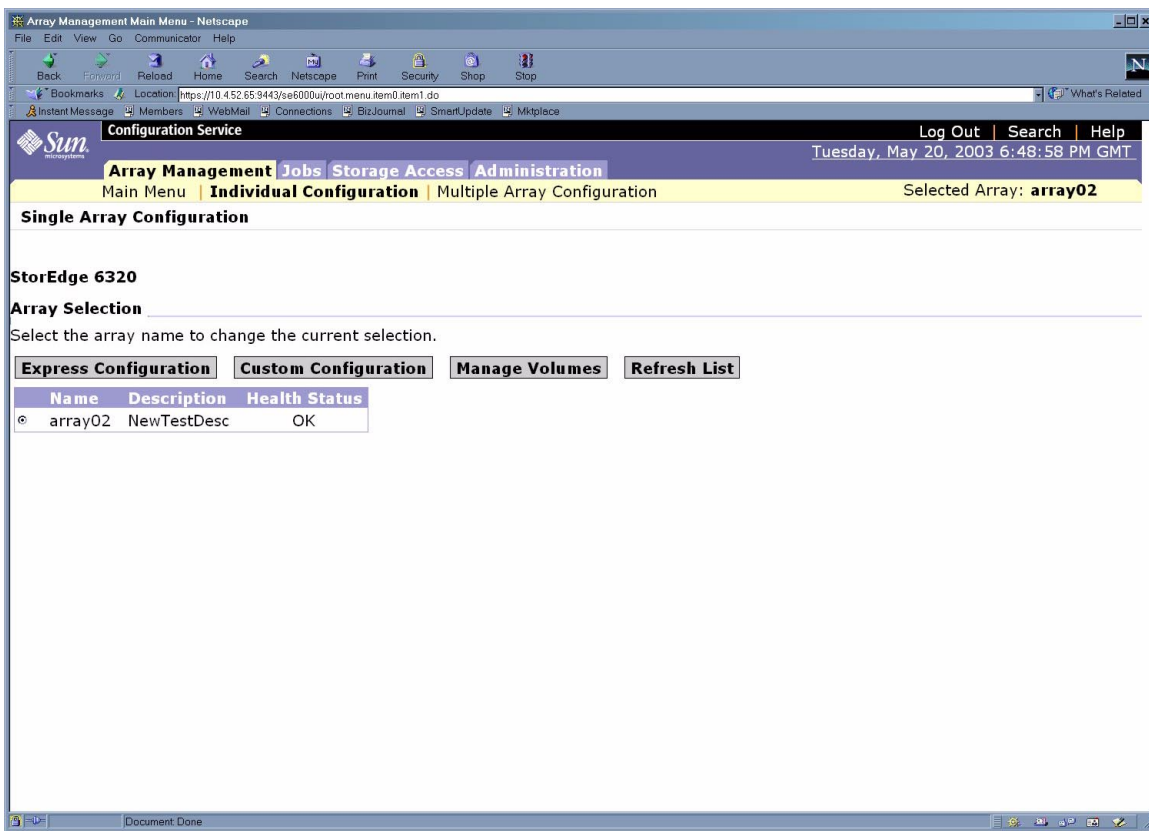 Array Management Main Menu - Netscape
File Edit View Go Communicator Help
Back Forward Reload Home Search Netscape Print Security Shop Stop
Bookmarks Location: https://10.4.52.65:9443/se6000ui/root.menu.item0.item1.do What's Related
Instant Message Members WebMail Connections BizJournal SmartUpdate Mktplace
Sun microsystems
Configuration Service Log Out | Search | Help
Tuesday, May 20, 2003 6:48:58 PM GMT
Array Management Jobs Storage Access Administration
Main Menu | Individual Configuration | Multiple Array Configuration Selected Array: array02
Single Array Configuration
StorEdge 6320
Array Selection
Select the array name to change the current selection.
Express Configuration Custom Configuration Manage Volumes Refresh List
Name Description Health Status
array02 NewTestDesc OK
Document: Done